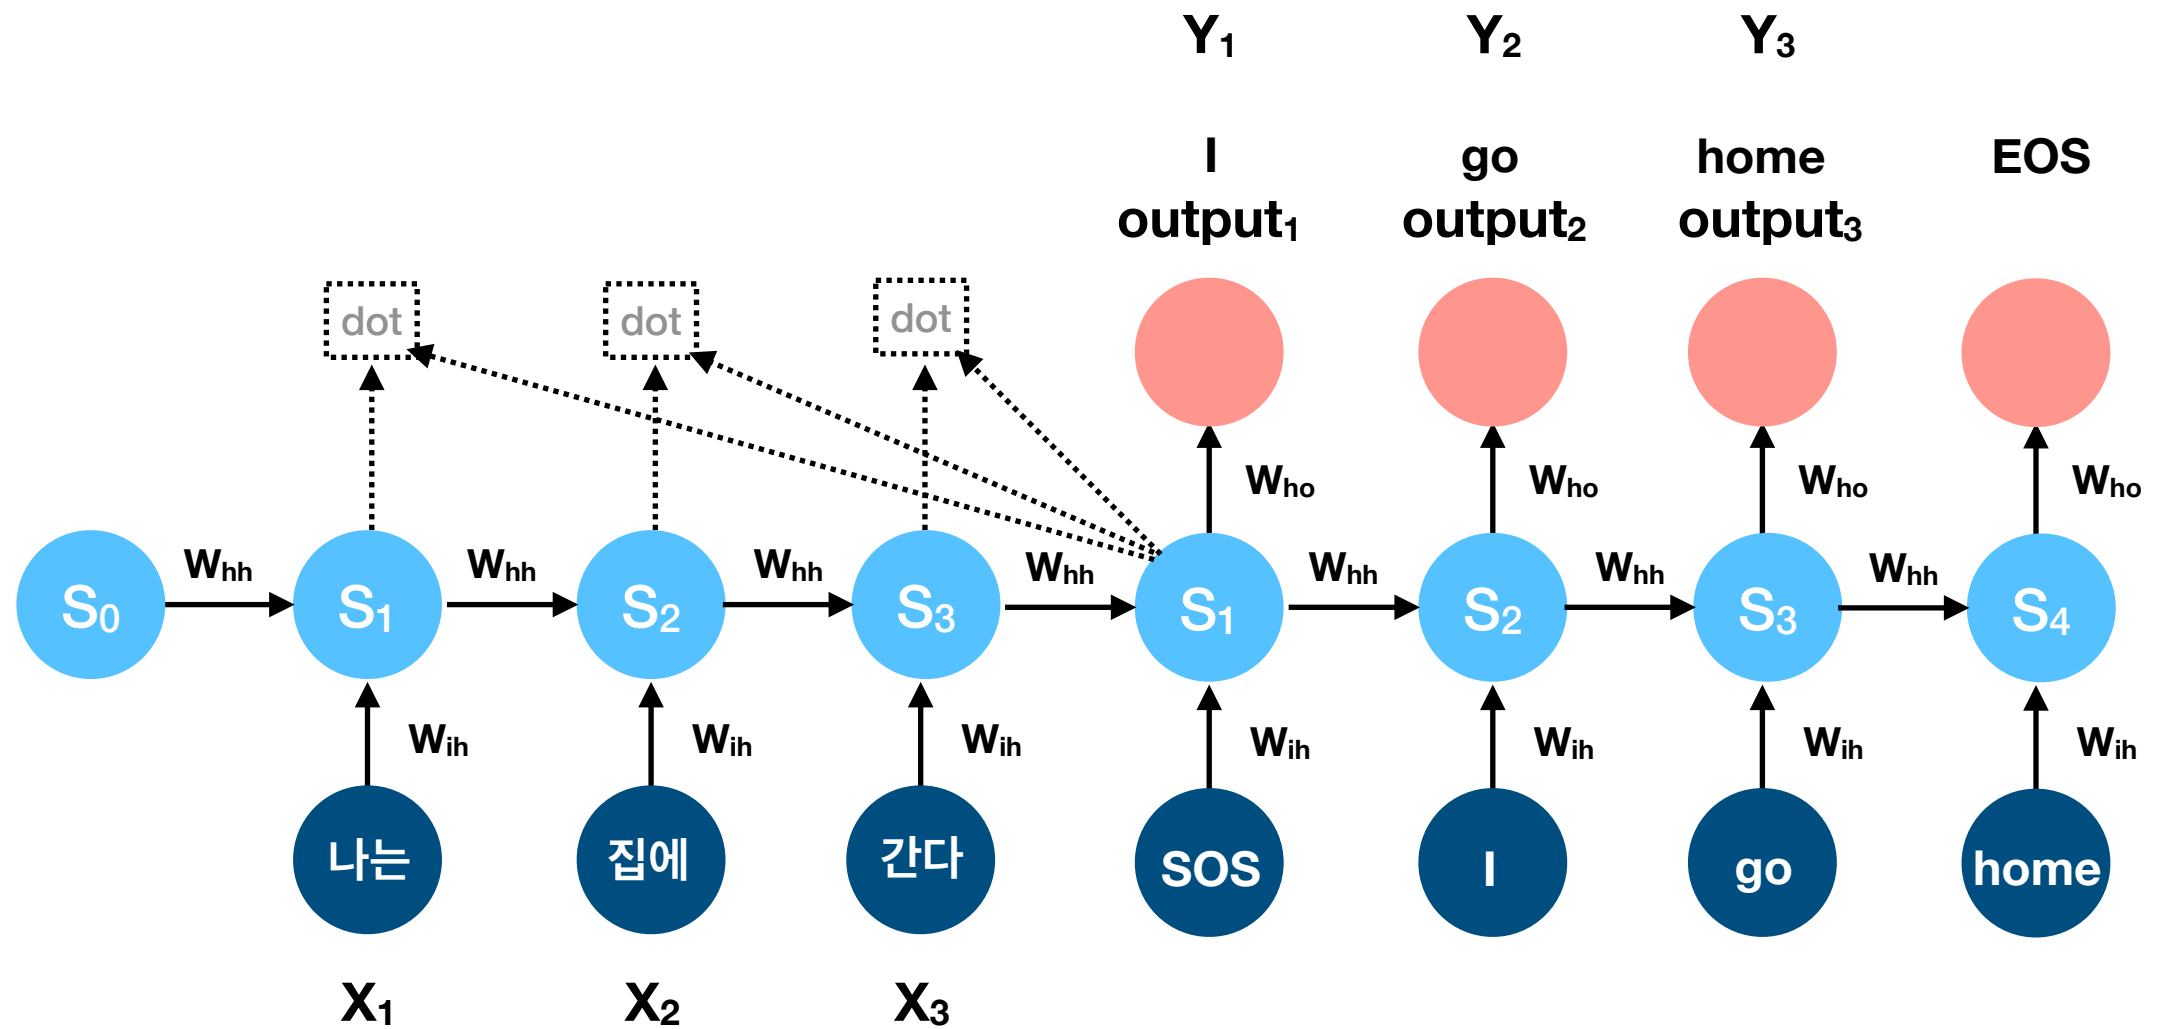 Y₁ Y₂ Y₃
I go home EOS
output₁ output₂ output₃
dot dot dot
Who Who Who Who
Whh Whh Whh Whh Whh Whh Whh
S₀ S₁ S₂ S₃ S₁ S₂ S₃ S₄
Wih Wih Wih Wih Wih Wih Wih
나는 집에 간다 SOS I go home
X₁ X₂ X₃